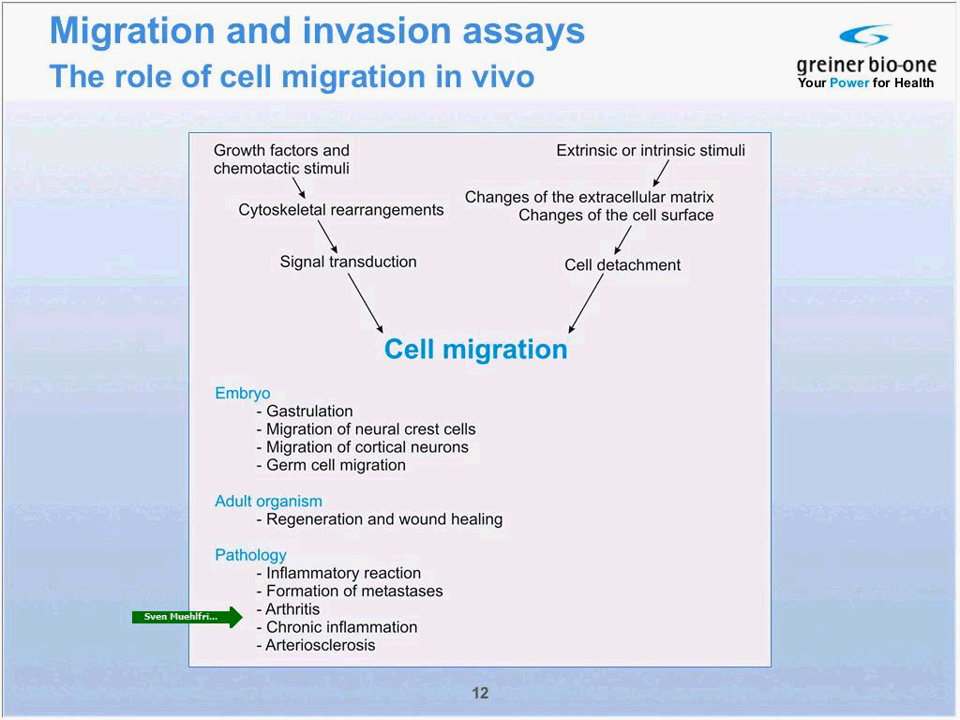 Migration and invasion assays
The role of cell migration in vivo
greiner bio-one
Your Power for Health
Growth factors and
chemotactic stimuli
Extrinsic or intrinsic stimuli
Cytoskeletal rearrangements
Changes of the extracellular matrix
Changes of the cell surface
Signal transduction
Cell detachment
Cell migration
Embryo
- Gastrulation
- Migration of neural crest cells
- Migration of cortical neurons
- Germ cell migration
Adult organism
- Regeneration and wound healing
Pathology
- Inflammatory reaction
- Formation of metastases
- Arthritis
Sven Muehlfri...
- Chronic inflammation
- Arteriosclerosis
12